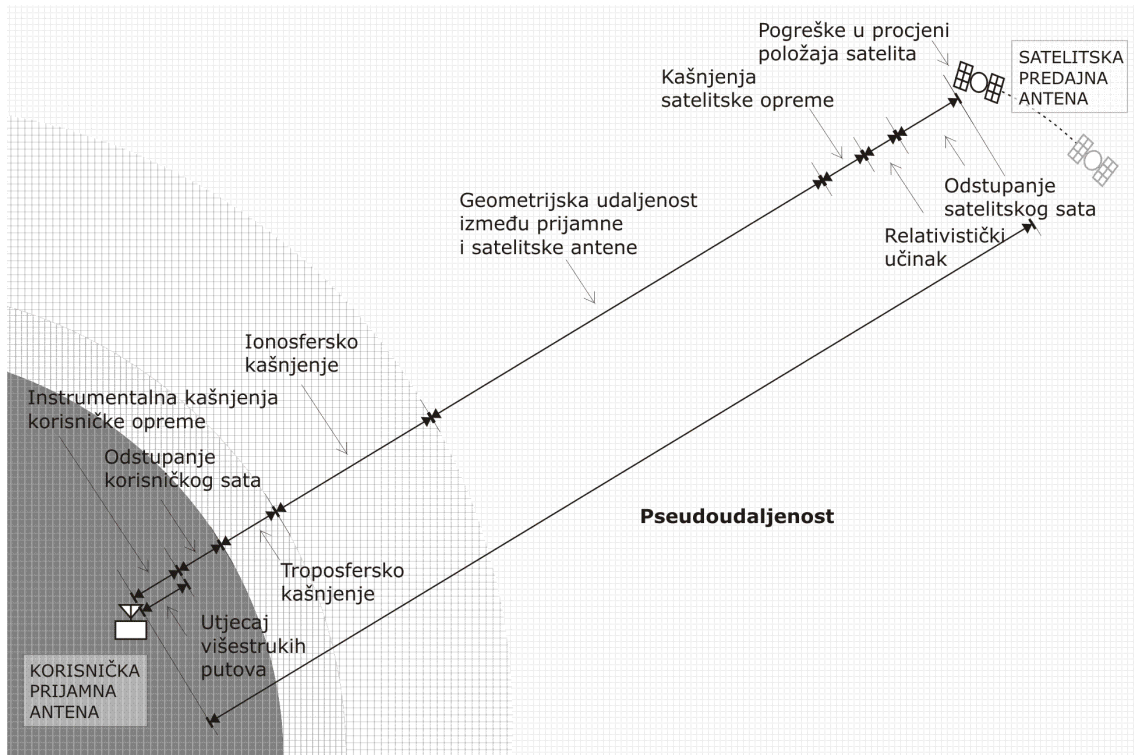 Pogreške u procjeni
položaja satelita
SATELITSKA
PREDAJNA
ANTENA
Kašnjenja
satelitske opreme
Odstupanje
satelitskog sata
Relativistički
učinak
Geometrijska udaljenost
između prijamne
i satelitske antene
Ionosfersko
kašnjenje
Instrumentalna kašnjenja
korisničke opreme
Odstupanje
korisničkog sata
Pseudoudaljenost
Troposfersko
kašnjenje
Utjecaj
višestrukih
putova
KORISNIČKA
PRIJAMNA
ANTENA